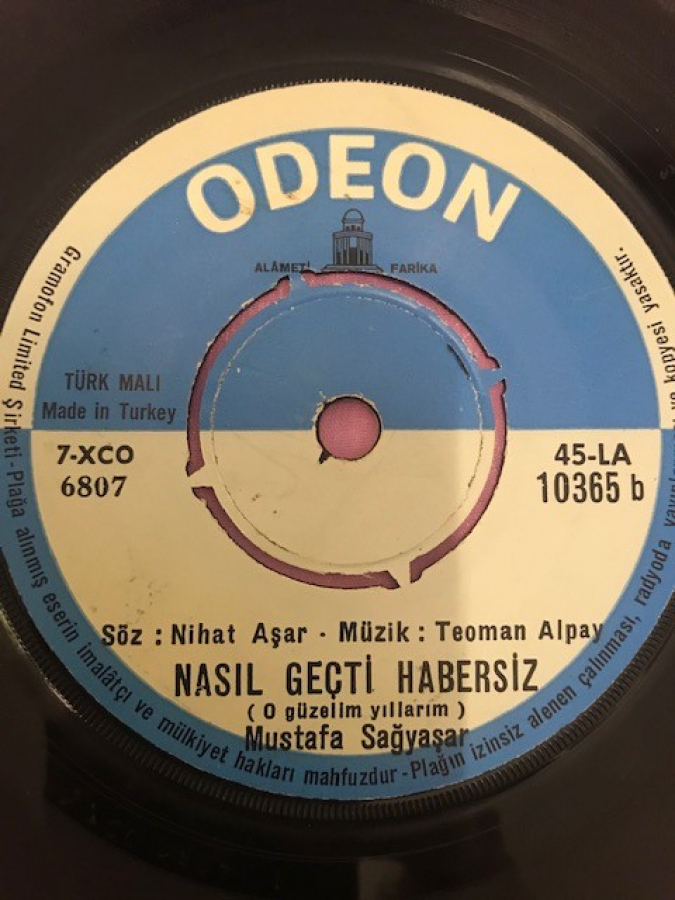 ODEON
ALÂMETİ FARİKA
TÜRK MALI
Made in Turkey
7-XCO
6807
45-LA
10365 b
Söz : Nihat Aşar - Müzik : Teoman Alpay
NASIL GEÇTİ HABERSİZ
( O güzelim yıllarım )
Mustafa Sağyaşar
Gramofon Limited Şirketi - Plağa alınmış eserin imalâtçı ve mülkiyet hakları mahfuzdur - Plağın izinsiz alenen çalınması, radyoda kopyesi yasaktır.